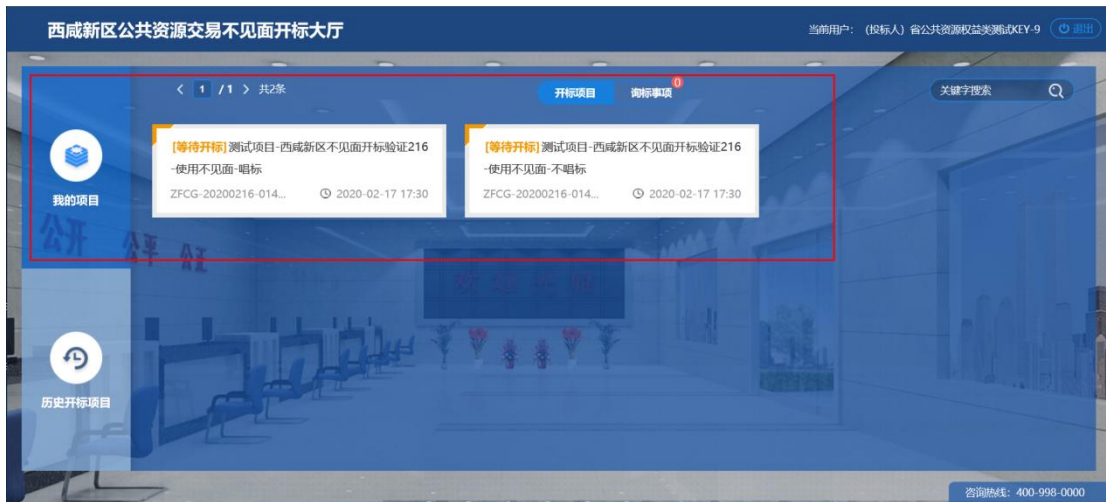 西咸新区公共资源交易不见面开标大厅
当前用户： (投标人) 省公共资源权益类测试KEY-9 退出
1 / 1 共2条
开标项目 询标事项 0
关键字搜索
[等待开标] 测试项目-西咸新区不见面开标验证216
-使用不见面-唱标
ZFCG-20200216-014... 2020-02-17 17:30
[等待开标] 测试项目-西咸新区不见面开标验证216
-使用不见面-不唱标
ZFCG-20200216-014... 2020-02-17 17:30
我的项目
公开 公平 公正
历史开标项目
咨询热线：400-998-0000